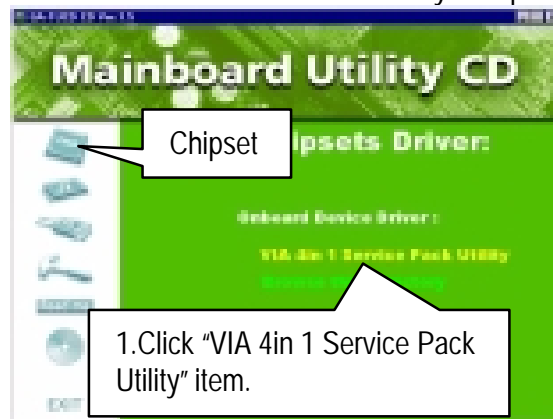 Mainboard Utility CD
Chipset
ipsets Driver:
Onboard Device Driver :
VIA 4in 1 Service Pack Utility
1.Click “VIA 4in 1 Service Pack
Utility” item.
EXIT